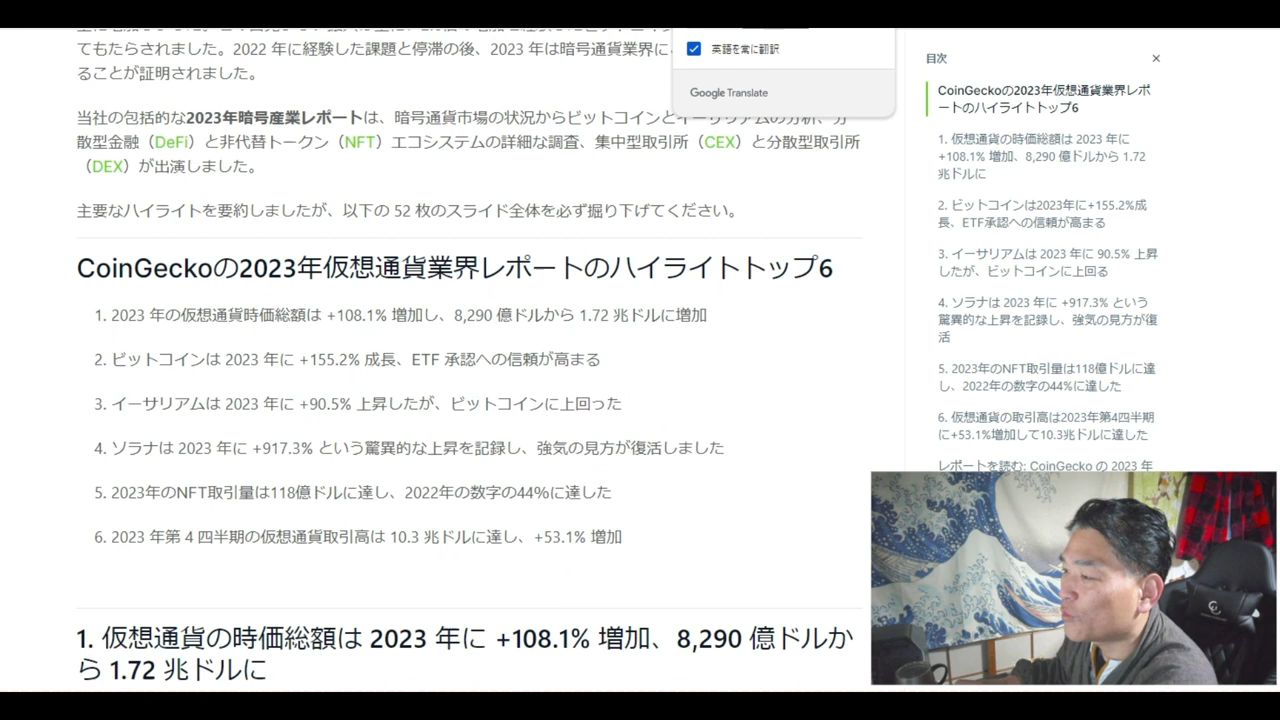 てもたらされました。2022 年に経験した課題と停滞の後、2023 年は暗号通貨業界に
ることが証明されました。
当社の包括的な2023年暗号産業レポートは、暗号通貨市場の状況からビットコインとイーサリアムの分析、分
散型金融（DeFi）と非代替トークン（NFT）エコシステムの詳細な調査、集中型取引所（CEX）と分散型取引所
（DEX）が出演しました。
主要なハイライトを要約しましたが、以下の 52 枚のスライド全体を必ず掘り下げてください。
CoinGeckoの2023年仮想通貨業界レポートのハイライトトップ6
1. 2023 年の仮想通貨時価総額は +108.1% 増加し、8,290 億ドルから 1.72 兆ドルに増加
2. ビットコインは 2023 年に +155.2% 成長、ETF 承認への信頼が高まる
3. イーサリアムは 2023 年に +90.5% 上昇したが、ビットコインに上回った
4. ソラナは 2023 年に +917.3% という驚異的な上昇を記録し、強気の見方が復活しました
5. 2023年のNFT取引量は118億ドルに達し、2022年の数字の44%に達した
6. 2023 年第 4 四半期の仮想通貨取引高は 10.3 兆ドルに達し、+53.1% 増加
1. 仮想通貨の時価総額は 2023 年に +108.1% 増加、8,290 億ドルか
ら 1.72 兆ドルに
英語を常に翻訳
Google Translate
目次
CoinGeckoの2023年仮想通貨業界レポ
ートのハイライトトップ6
1. 仮想通貨の時価総額は 2023 年に
+108.1% 増加、8,290 億ドルから 1.72
兆ドルに
2. ビットコインは2023年に+155.2%成
長、ETF承認への信頼が高まる
3. イーサリアムは 2023 年に 90.5% 上昇
したが、ビットコインに上回る
4. ソラナは 2023 年に +917.3% という
驚異的な上昇を記録し、強気の見方が復
活
5. 2023年のNFT取引量は118億ドルに達
し、2022年の数字の44%に達した
6. 仮想通貨の取引高は2023年第4四半期
に+53.1%増加して10.3兆ドルに達した
レポートを読む: CoinGecko の 2023 年